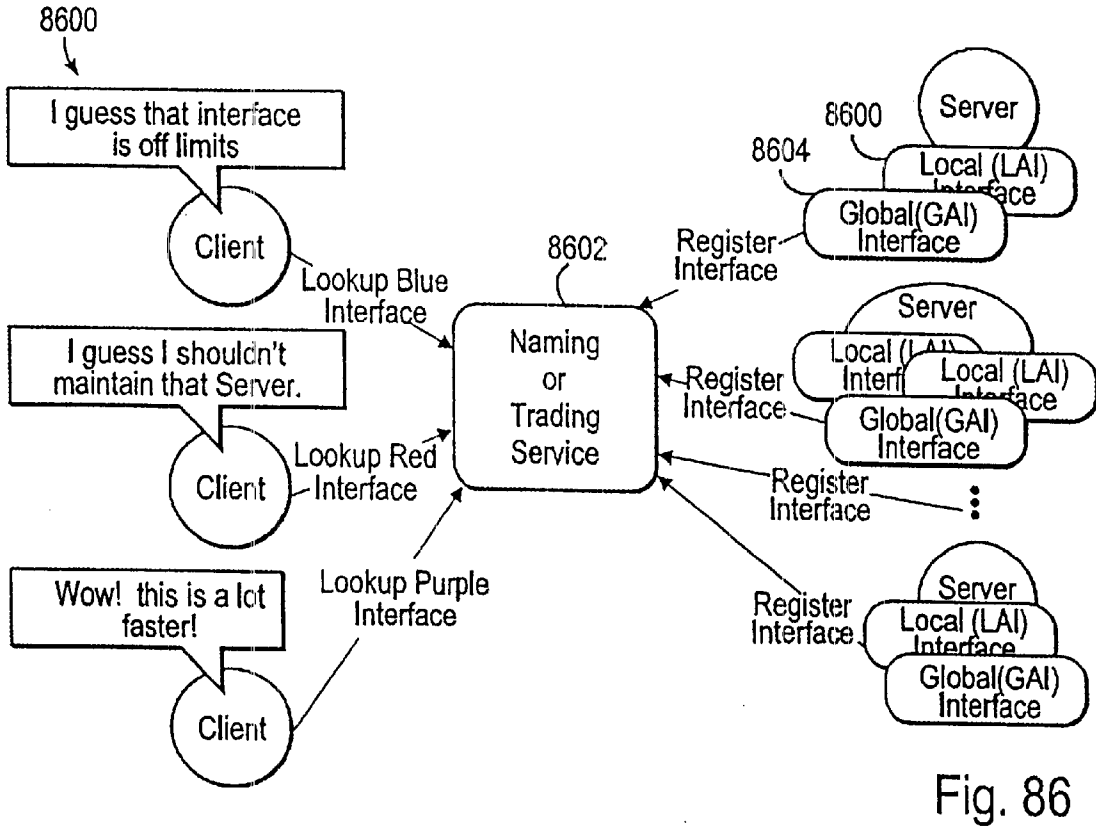 8600
I guess that interface
is off limits
Client
Lookup Blue
Interface
I guess I shouldn't
maintain that Server.
Client
Lookup Red
Interface
Wow! this is a lot
faster!
Client
Lookup Purple
Interface
8602
Naming
or
Trading
Service
Register
Interface
Register
Interface
Register
Interface
Register
Interface
8600
8604
Server
Local (LAI)
Interface
Global(GAI)
Interface
Server
Local (LAI)
Interface
Local (LAI)
Interface
Global(GAI)
Interface
Server
Local (LAI)
Interface
Global(GAI)
Interface
Fig. 86